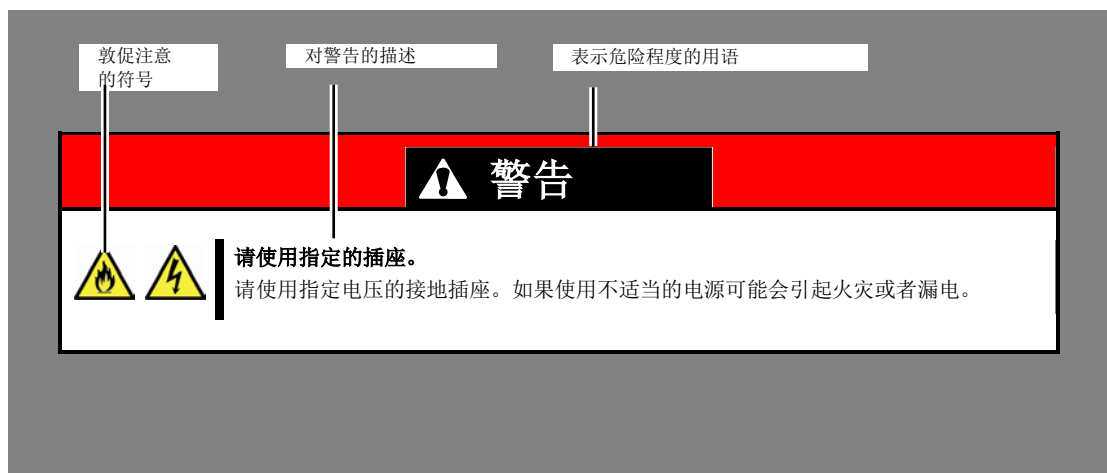 敦促注意
的符号
对警告的描述
表示危险程度的用语
警告
请使用指定的插座。
请使用指定电压的接地插座。如果使用不适当的电源可能会引起火灾或者漏电。